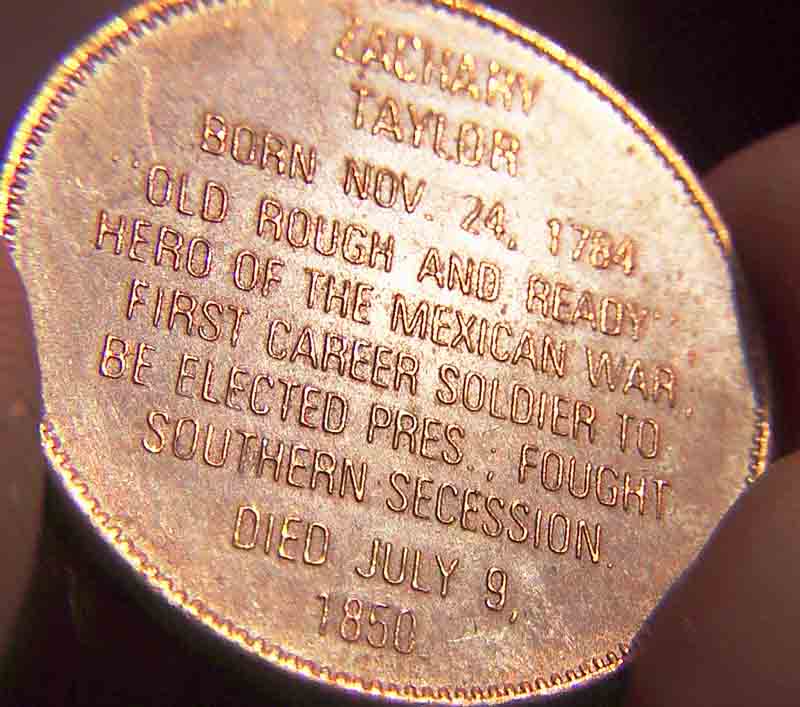 ZACHARY
TAYLOR
BORN NOV. 24, 1784
"OLD ROUGH AND READY"
HERO OF THE MEXICAN WAR.
FIRST CAREER SOLDIER TO
BE ELECTED PRES.; FOUGHT
SOUTHERN SECESSION.
DIED JULY 9,
1850